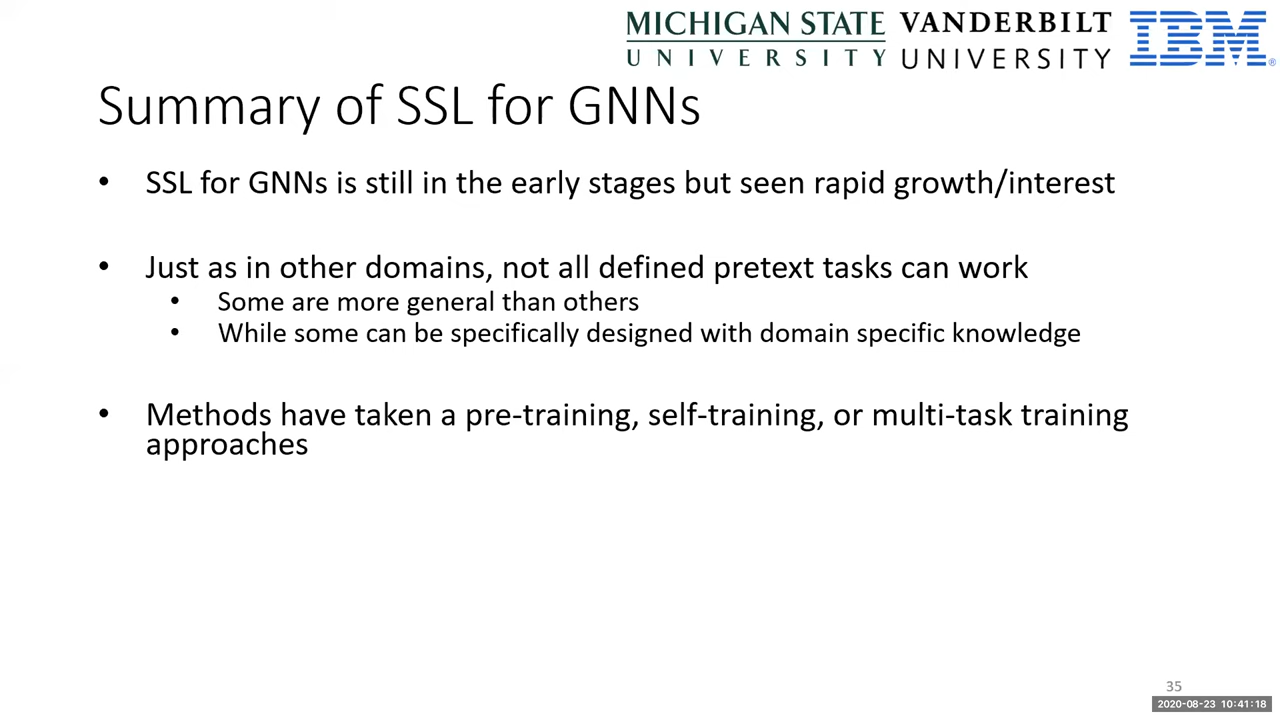 MICHIGAN STATE
UNIVERSITY
VANDERBILT
UNIVERSITY
IBM®
Summary of SSL for GNNs
• SSL for GNNs is still in the early stages but seen rapid growth/interest
• Just as in other domains, not all defined pretext tasks can work
• Some are more general than others
• While some can be specifically designed with domain specific knowledge
• Methods have taken a pre-training, self-training, or multi-task training
approaches
35
2020-08-23 10:41:18